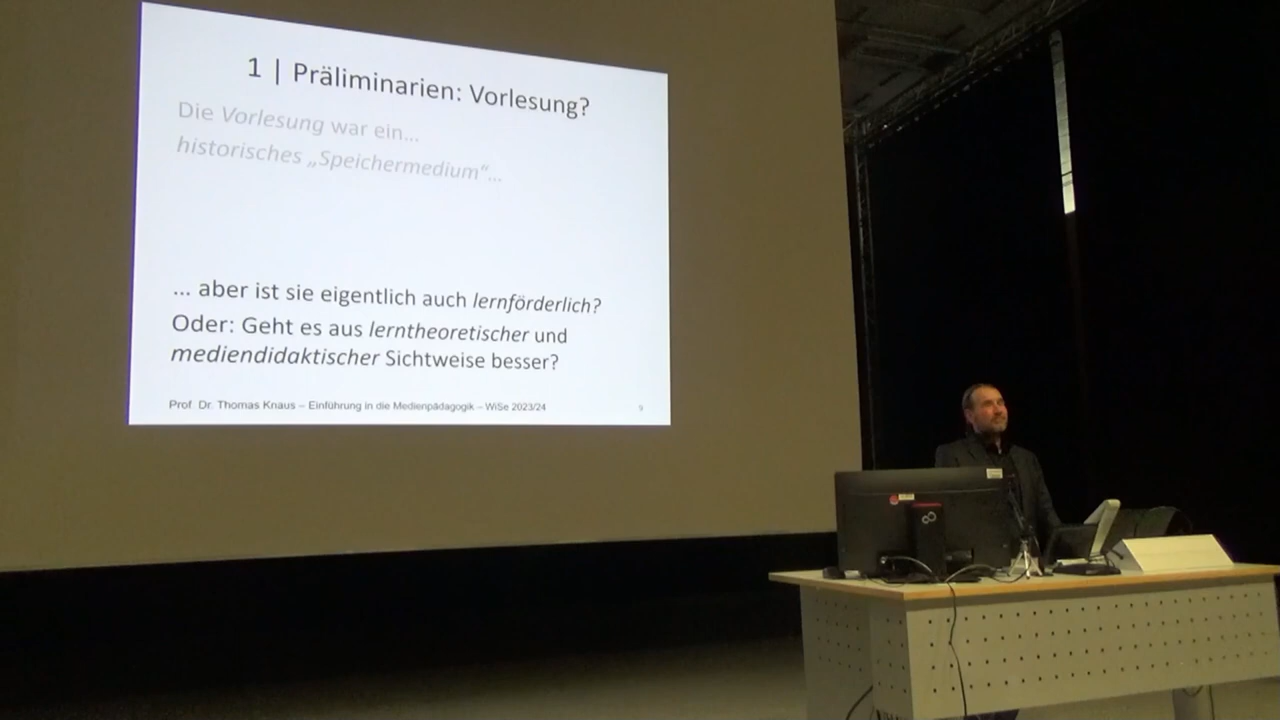 1 | Präliminarien: Vorlesung?
Die Vorlesung war ein...
historisches „Speichermedium“...
... aber ist sie eigentlich auch lernförderlich?
Oder: Geht es aus lerntheoretischer und
mediendidaktischer Sichtweise besser?
Prof. Dr. Thomas Knaus – Einführung in die Medienpädagogik – WiSe 2023/24
9